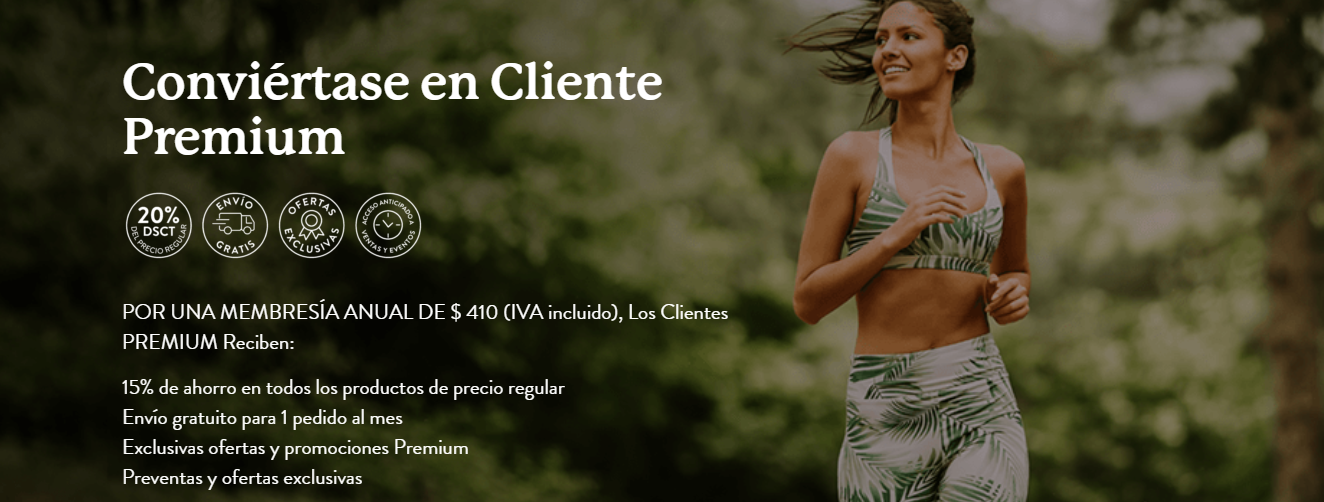 Conviértase en Cliente
Premium
20%
DSCT
DEL PRECIO REGULAR
ENVÍO
GRATIS
OFERTAS
EXCLUSIVAS
ACCESO ANTICIPADO A
VENTAS Y EVENTOS
POR UNA MEMBRESÍA ANUAL DE $ 410 (IVA incluido), Los Clientes
PREMIUM Reciben:
15% de ahorro en todos los productos de precio regular
Envío gratuito para 1 pedido al mes
Exclusivas ofertas y promociones Premium
Preventas y ofertas exclusivas